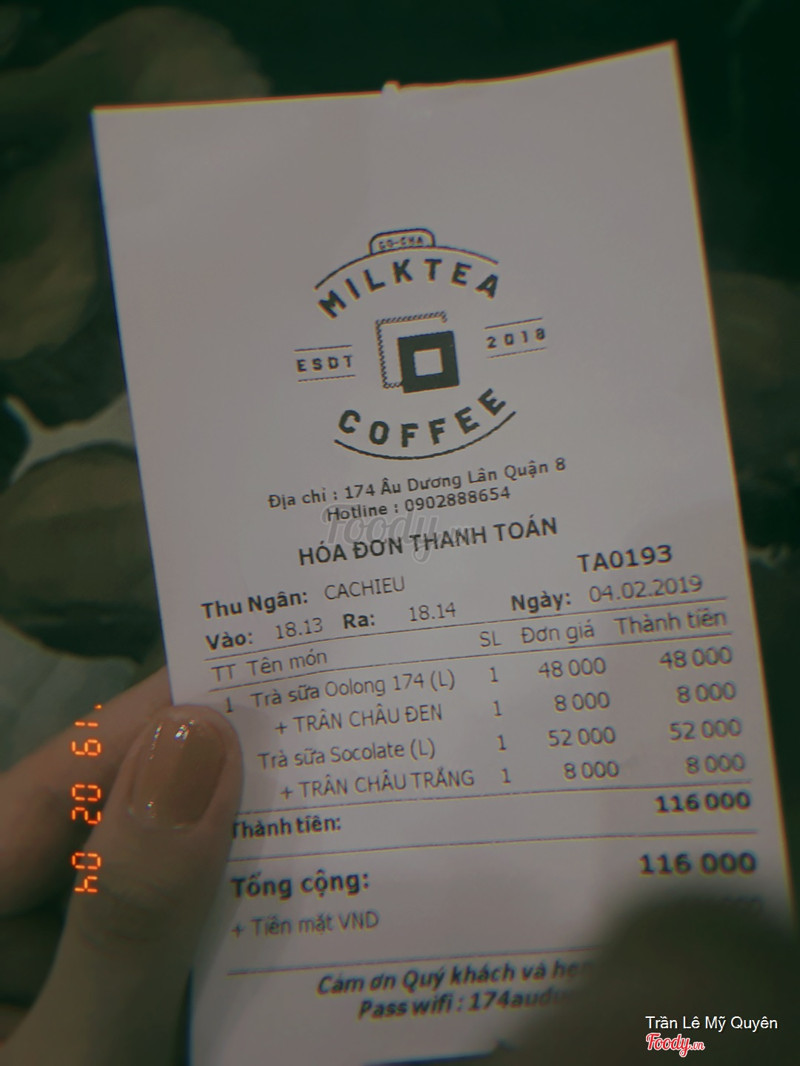 GO-CHA
MILKTEA
ESDT 2018
COFFEE
Địa chỉ : 174 Âu Dương Lân Quận 8
Hotline : 0902888654
Foody.vn
HÓA ĐƠN THANH TOÁN
TA0193
Thu Ngân: CACHIEU
Ngày: 04.02.2019
Vào: 18.13 Ra: 18.14
TT Tên món SL Đơn giá Thành tiền
1 Trà sữa Oolong 174 (L) 1 48 000 48 000
+ TRÂN CHÂU ĐEN 1 8 000 8 000
Trà sữa Socolate (L) 1 52 000 52 000
+ TRÂN CHÂU TRẮNG 1 8 000 8 000
Thành tiền: 116 000
Tổng cộng: 116 000
+ Tiền mặt VND
Cảm ơn Quý khách và hẹn
Pass wifi : 174audu
'19 02 04
Trần Lê Mỹ Quyên
Foody.vn